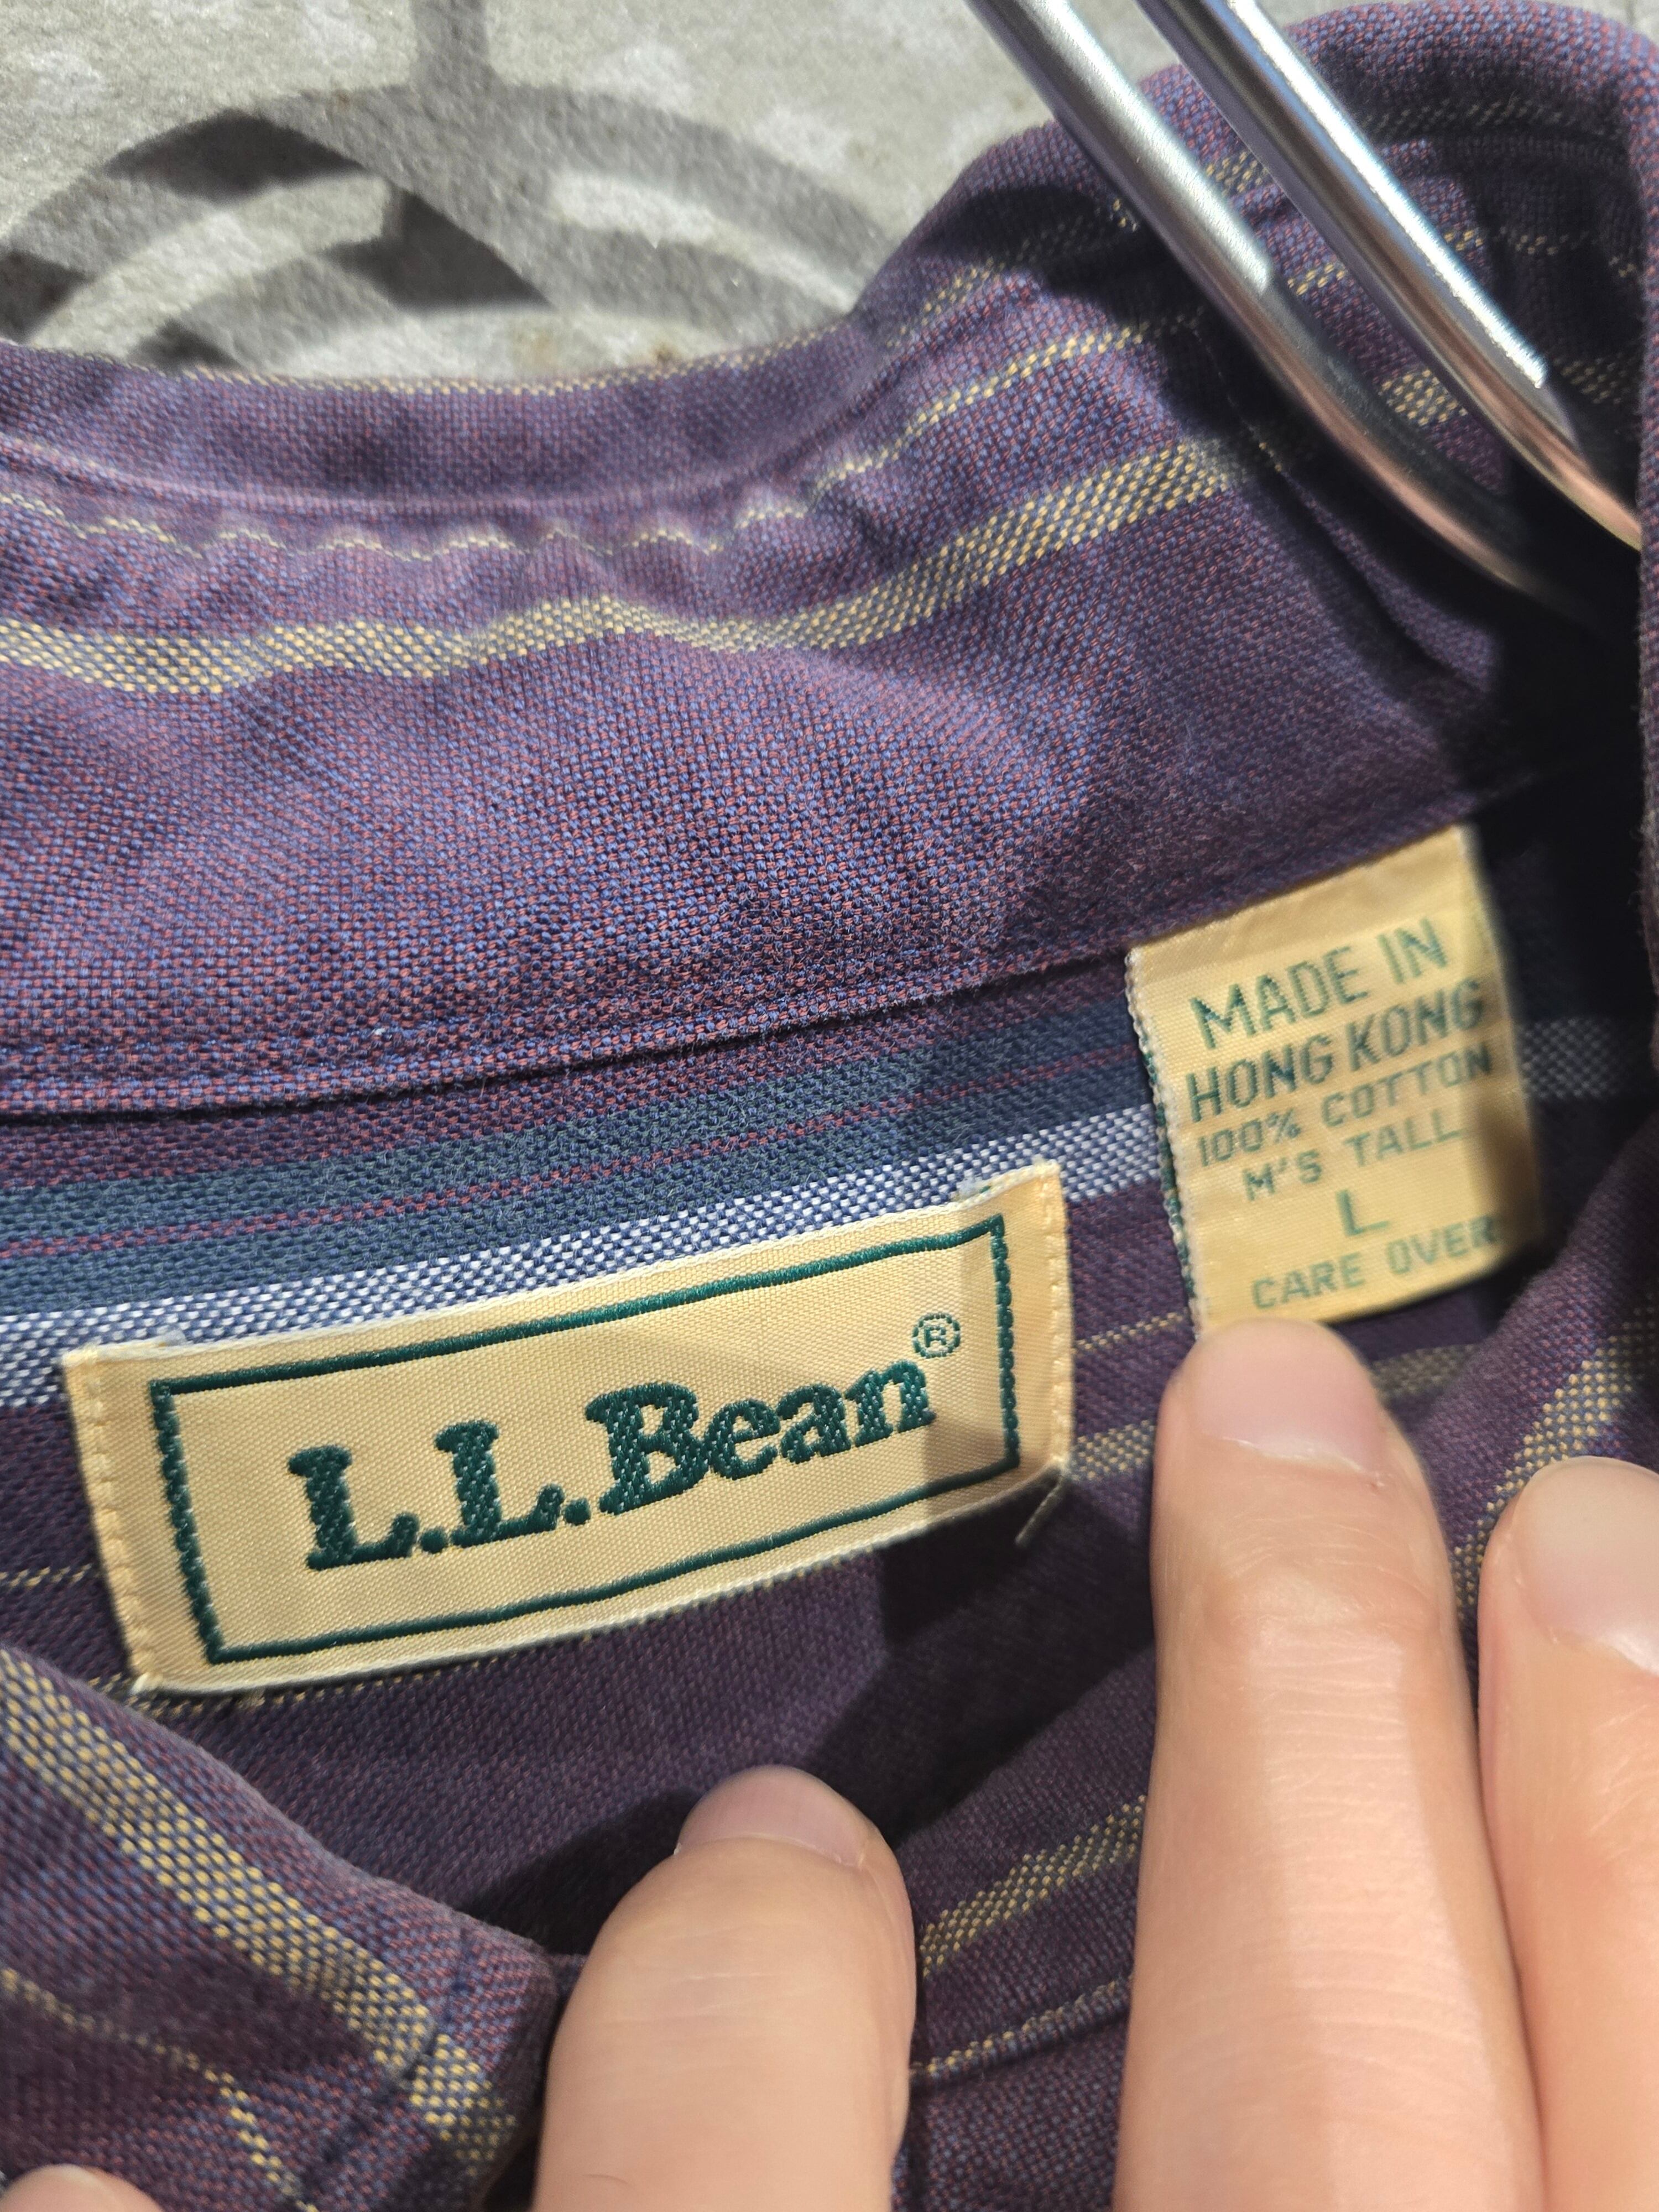 L.L.Bean®
MADE IN
HONG KONG
100% COTTON
M'S TALL
L
CARE OVER